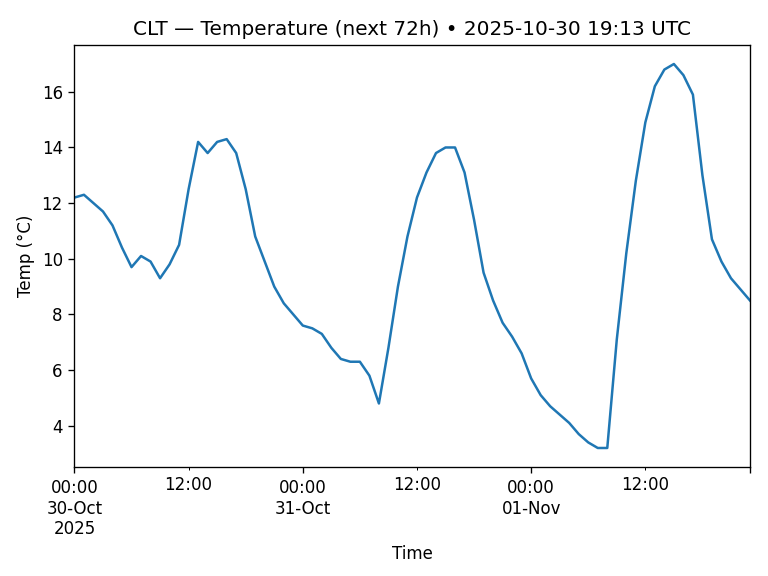 CLT — Temperature (next 72h) • 2025-10-30 19:13 UTC
Temp (°C)
16
14
12
10
8
6
4
00:00 12:00 00:00 12:00 00:00 12:00
30-Oct 31-Oct 01-Nov
2025
Time